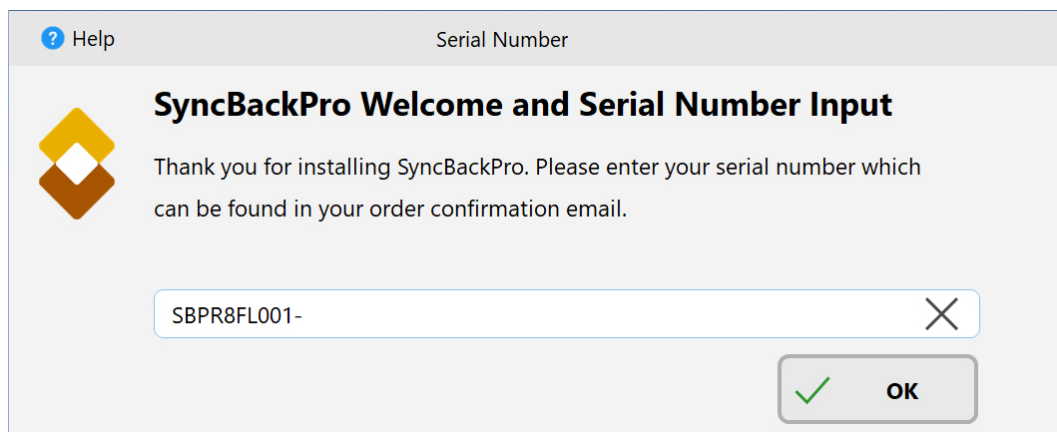 Help
Serial Number
SyncBackPro Welcome and Serial Number Input
Thank you for installing SyncBackPro. Please enter your serial number which
can be found in your order confirmation email.
SBPR8FL001-
OK